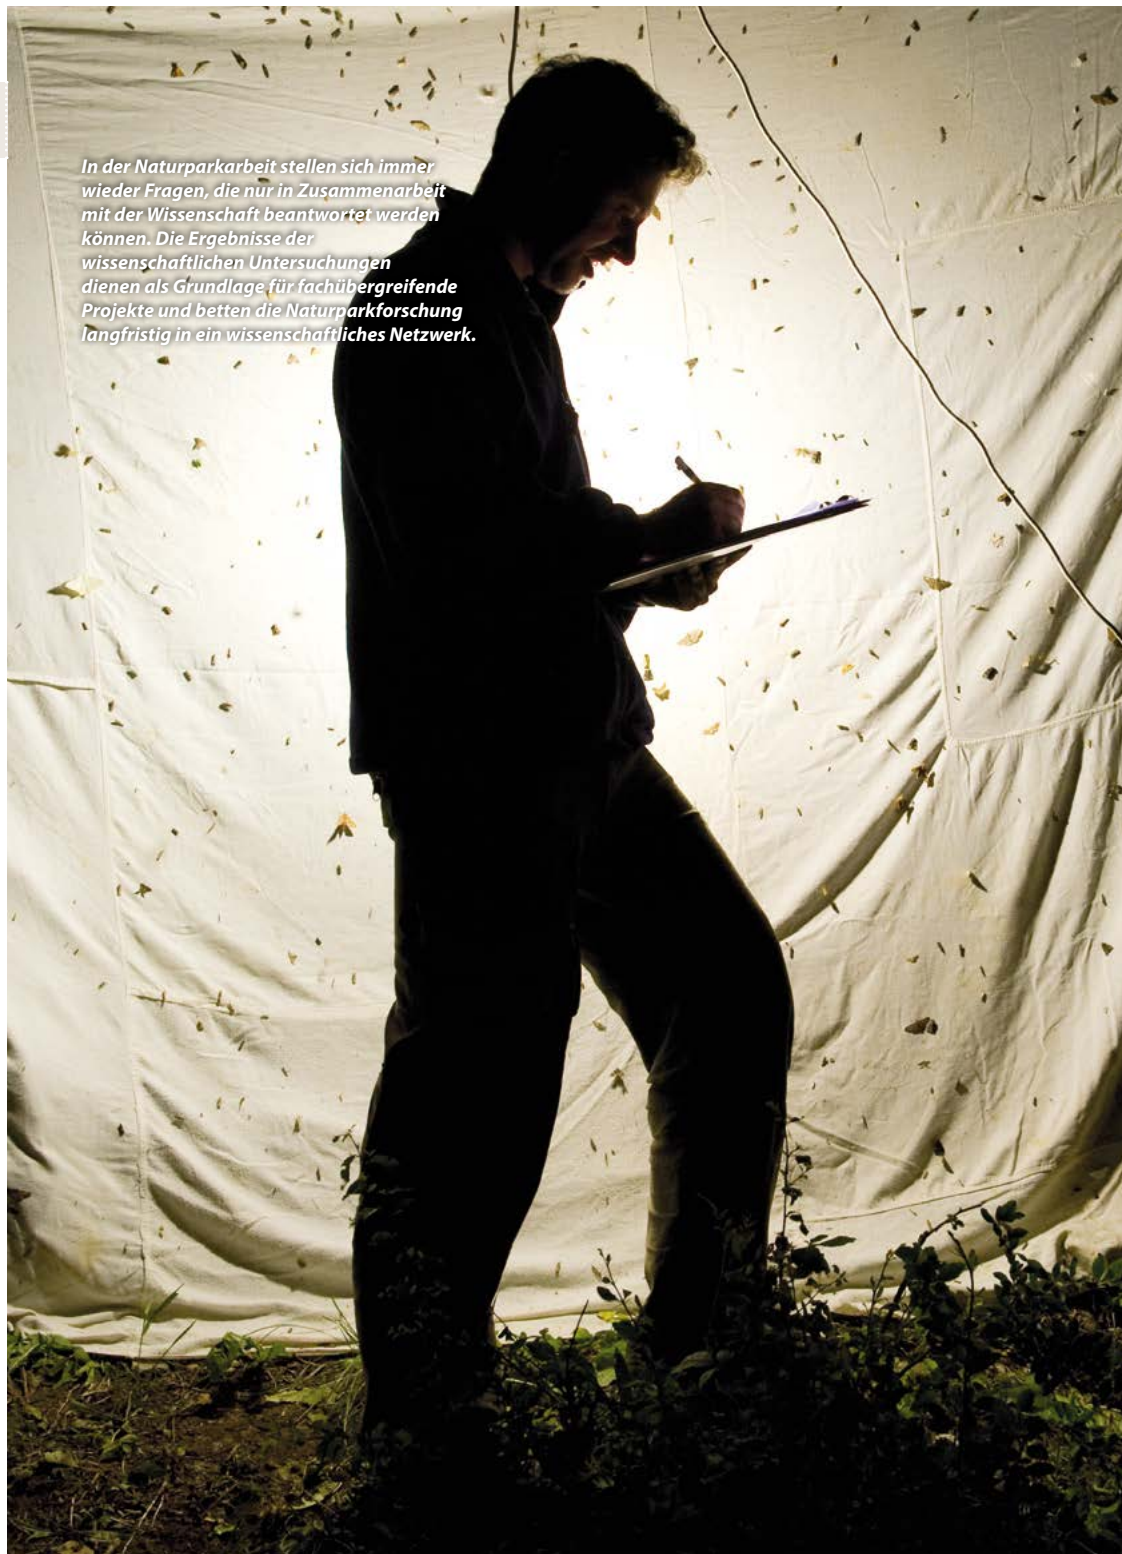 In der Naturparkarbeit stellen sich immer
wieder Fragen, die nur in Zusammenarbeit
mit der Wissenschaft beantwortet werden
können. Die Ergebnisse der
wissenschaftlichen Untersuchungen
dienen als Grundlage für fachübergreifende
Projekte und betten die Naturparkforschung
langfristig in ein wissenschaftliches Netzwerk.